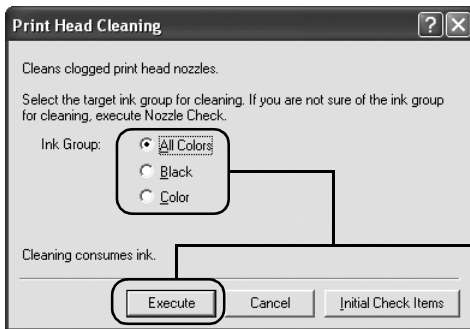 Print Head Cleaning
Cleans clogged print head nozzles.
Select the target ink group for cleaning. If you are not sure of the ink group
for cleaning, execute Nozzle Check.
Ink Group: All Colors
Black
Color
Cleaning consumes ink.
Execute Cancel Initial Check Items